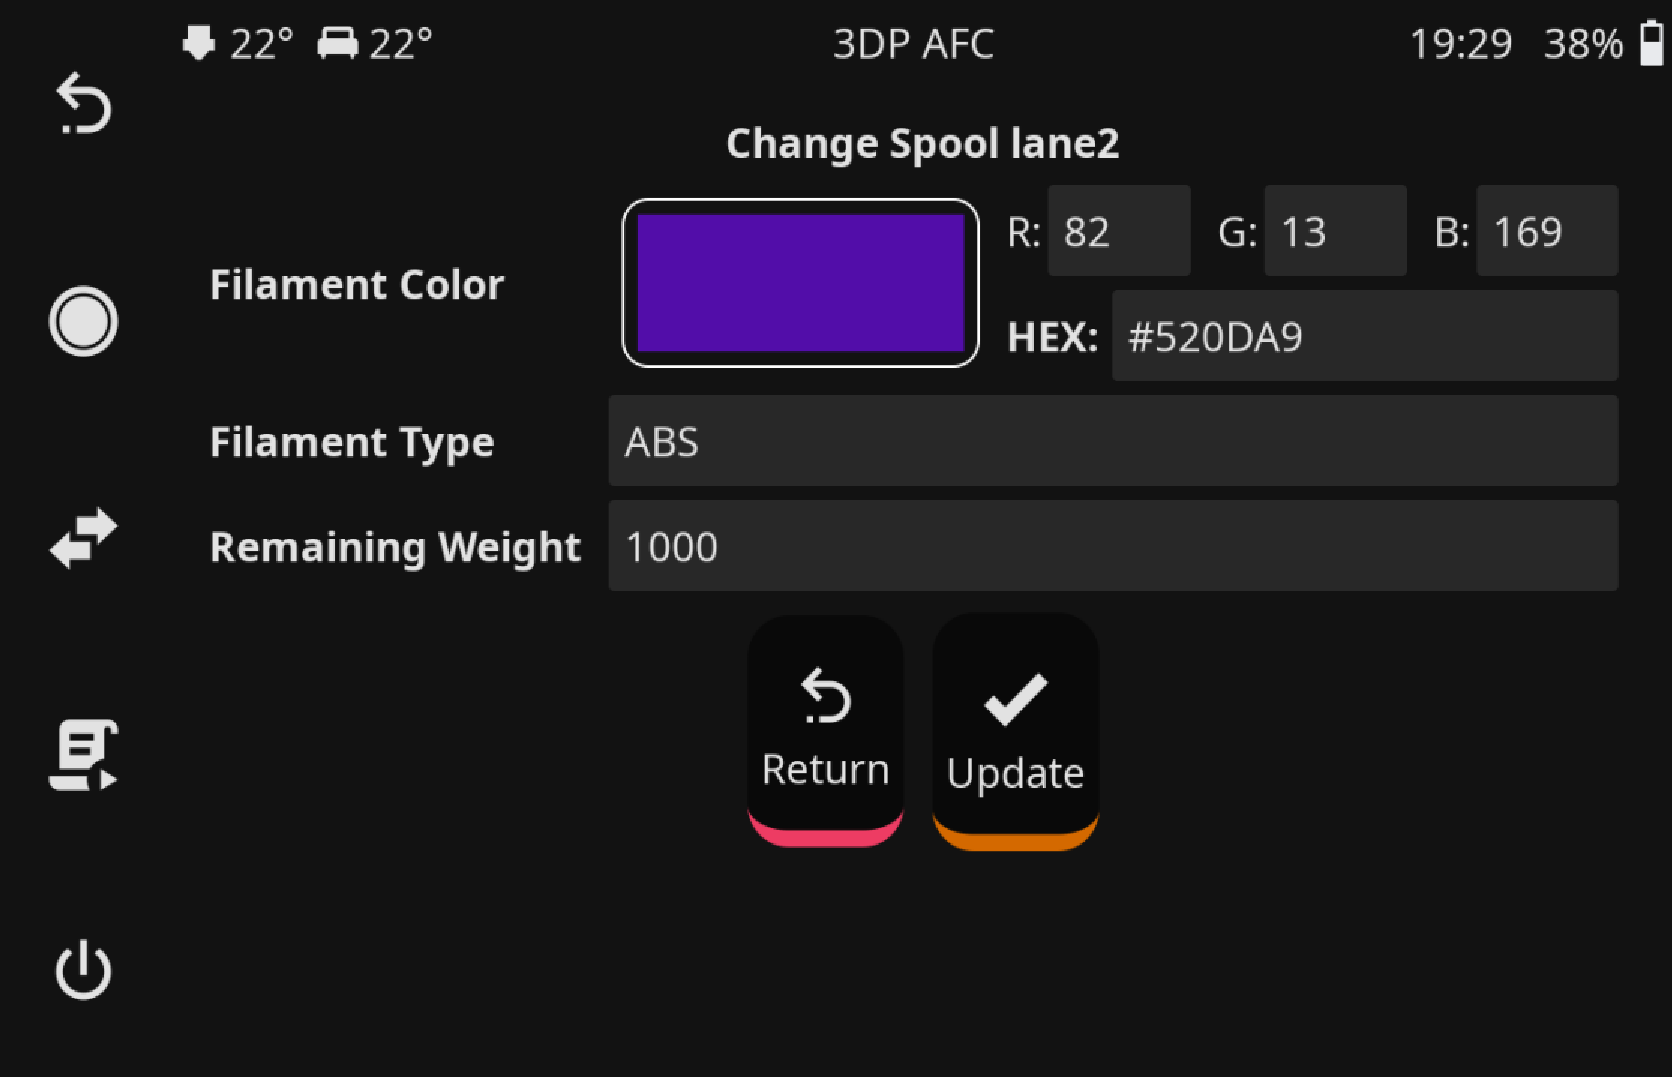 22° 22° 3DP AFC 19:29 38%
Change Spool lane2
Filament Color R: 82 G: 13 B: 169
HEX: #520DA9
Filament Type ABS
Remaining Weight 1000
Return Update